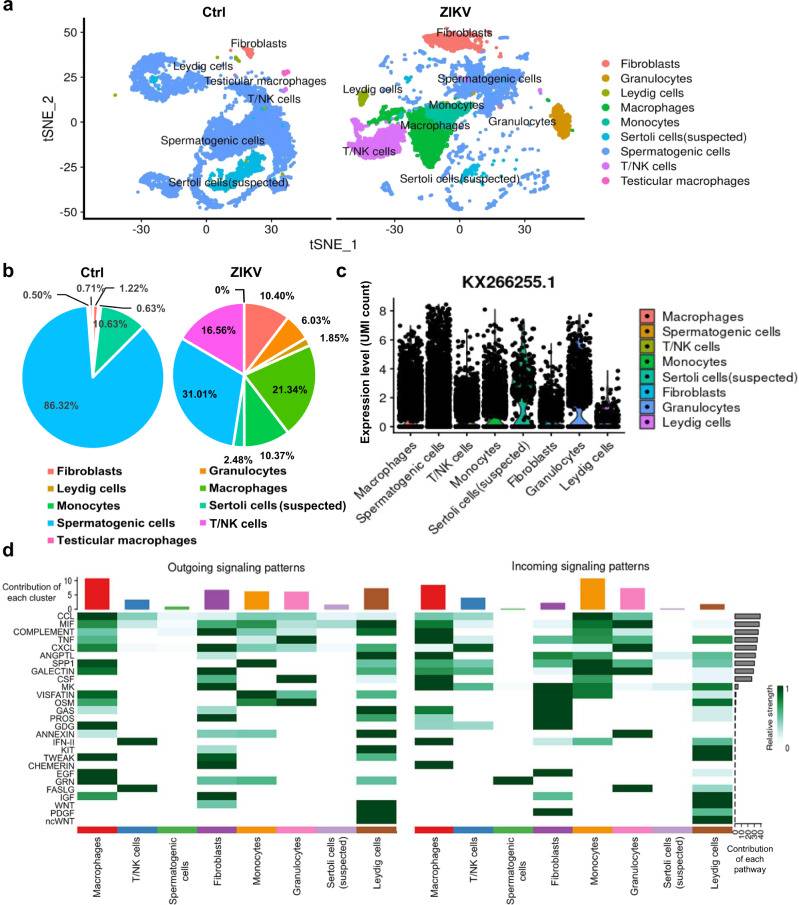 a
Ctrl
ZIKV
50
25
0
-25
-50
tSNE_2
Fibroblasts
Leydig cells
Testicular macrophages
T/NK cells
Spermatogenic cells
Sertoli cells(suspected)
-30
0
30
Fibroblasts
Spermatogenic cells
Leydig cells
Monocytes
Macrophages
Granulocytes
T/NK cells
Sertoli cells(suspected)
-30
0
30
tSNE_1
Fibroblasts
Granulocytes
Leydig cells
Macrophages
Monocytes
Sertoli cells(suspected)
Spermatogenic cells
T/NK cells
Testicular macrophages
b
Ctrl
0.50%
0.71%
1.22%
0.63%
10.63%
86.32%
ZIKV
0%
10.40%
6.03%
1.85%
21.34%
10.37%
2.48%
31.01%
16.56%
Fibroblasts
Granulocytes
Leydig cells
Macrophages
Monocytes
Sertoli cells (suspected)
Spermatogenic cells
T/NK cells
Testicular macrophages
c
KX266255.1
Expression level (UMI count)
8
6
4
2
0
Macrophages
Spermatogenic cells
T/NK cells
Monocytes
Sertoli cells(suspected)
Fibroblasts
Granulocytes
Leydig cells
Macrophages
Spermatogenic cells
T/NK cells
Monocytes
Sertoli cells(suspected)
Fibroblasts
Granulocytes
Leydig cells
d
Outgoing signaling patterns
Incoming signaling patterns
Contribution of
each cluster
10
5
0
CCL
MIF
COMPLEMENT
TNF
CXCL
ANGPTL
SPP1
GALECTIN
CSF
MK
VISFATIN
OSM
GAS
PROS
GDG
ANNEXIN
IFN-II
KIT
TWEAK
CHEMERIN
EGF
GRN
FASLG
IGF
WNT
PDGF
ncWNT
Macrophages
T/NK cells
Spermatogenic
cells
Fibroblasts
Monocytes
Granulocytes
Sertoli cells
(suspected)
Leydig cells
Macrophages
T/NK cells
Spermatogenic
cells
Fibroblasts
Monocytes
Granulocytes
Sertoli cells
(suspected)
Leydig cells
Relative strength
1
0
0
10
20
30
40
Contribution
of each
pathway